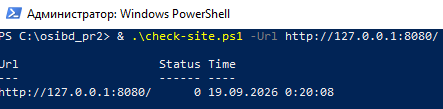 Администратор: Windows PowerShell
PS C:\osibd_pr2> & .\check-site.ps1 -Url http://127.0.0.1:8080/
Url Status Time
--- ------ ----
http://127.0.0.1:8080/ 0 19.09.2026 0:20:08